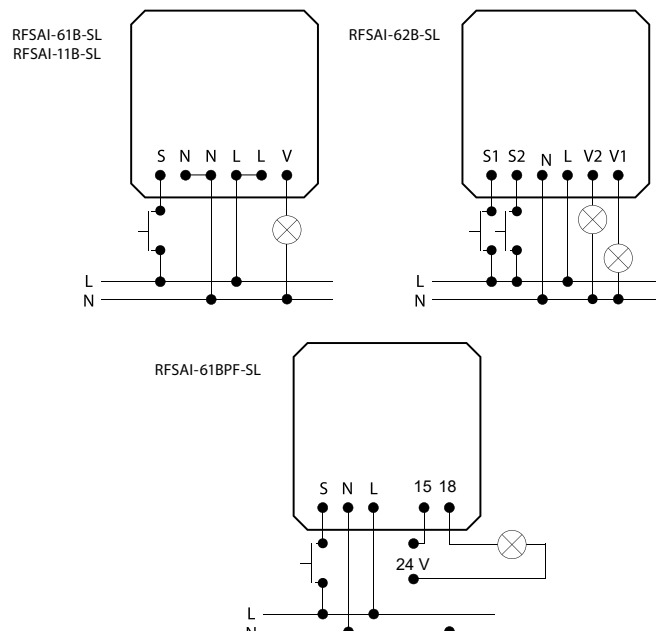 RFSAI-61B-SL
RFSAI-11B-SL
S N N L L V
L
N
RFSAI-62B-SL
S1 S2 N L V2 V1
L
N
RFSAI-61BPF-SL
S N L 15 18
24 V
L
N